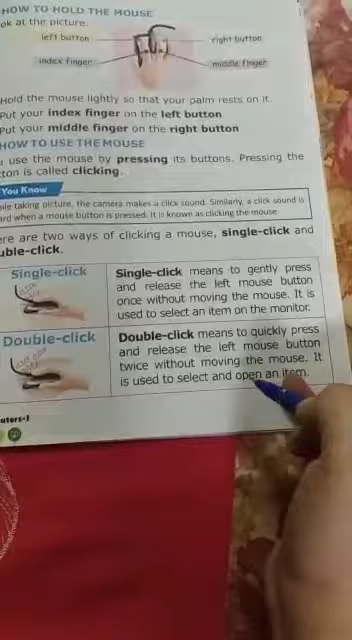 HOW TO HOLD THE MOUSE
ok at the picture.
left button
right button
index finger
middle finger
Hold the mouse lightly so that your palm rests on it.
Put your index finger on the left button
Put your middle finger on the right button
HOW TO USE THE MOUSE
use the mouse by pressing its buttons. Pressing the
ton is called clicking.
You Know
ile taking picture, the camera makes a click sound. Similarly, a click sound is
ard when a mouse button is pressed. It is known as clicking the mouse
ere are two ways of clicking a mouse, single-click and
uble-click.
Single-click
Single-click means to gently press
and release the left mouse button
once without moving the mouse. It is
used to select an item on the monitor.
Double-click
Double-click means to quickly press
and release the left mouse button
twice without moving the mouse. It
is used to select and open an item.
uters-1